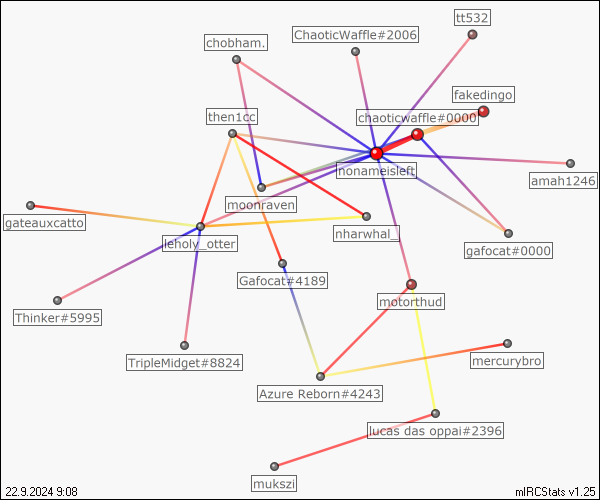 tt532
ChaoticWaffle#2006
chobham.
fakedingo
chaoticwaffle#0000
then1cc
nonameisleft
amah1246
moonraven
gateauxcatto
nharwhal_
leholy_otter
gafocat#0000
Gafocat#4189
motorthud
Thinker#5995
mercurybro
TripleMidget#8824
Azure Reborn#4243
lucas das oppai#2396
mukszi
22.9.2024 9:08
mIRCStats v1.25